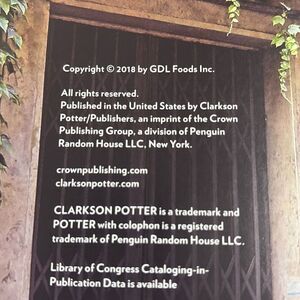 Copyright © 2018 by GDL Foods Inc.
All rights reserved.
Published in the United States by Clarkson
Potter/Publishers, an imprint of the Crown
Publishing Group, a division of Penguin
Random House LLC, New York.
crownpublishing.com
clarksonpotter.com
CLARKSON POTTER is a trademark and
POTTER with colophon is a registered
trademark of Penguin Random House LLC.
Library of Congress Cataloging-in-
Publication Data is available